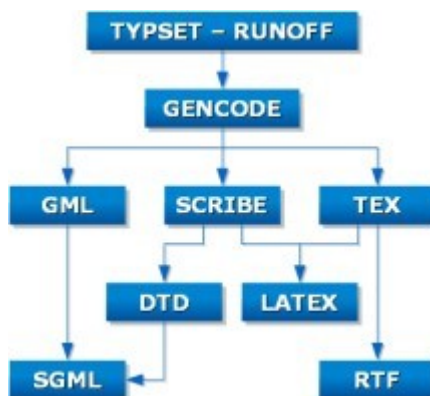 TYPSET – RUNOFF
GENCODE
GML SCRIBE TEX
DTD LATEX
SGML RTF